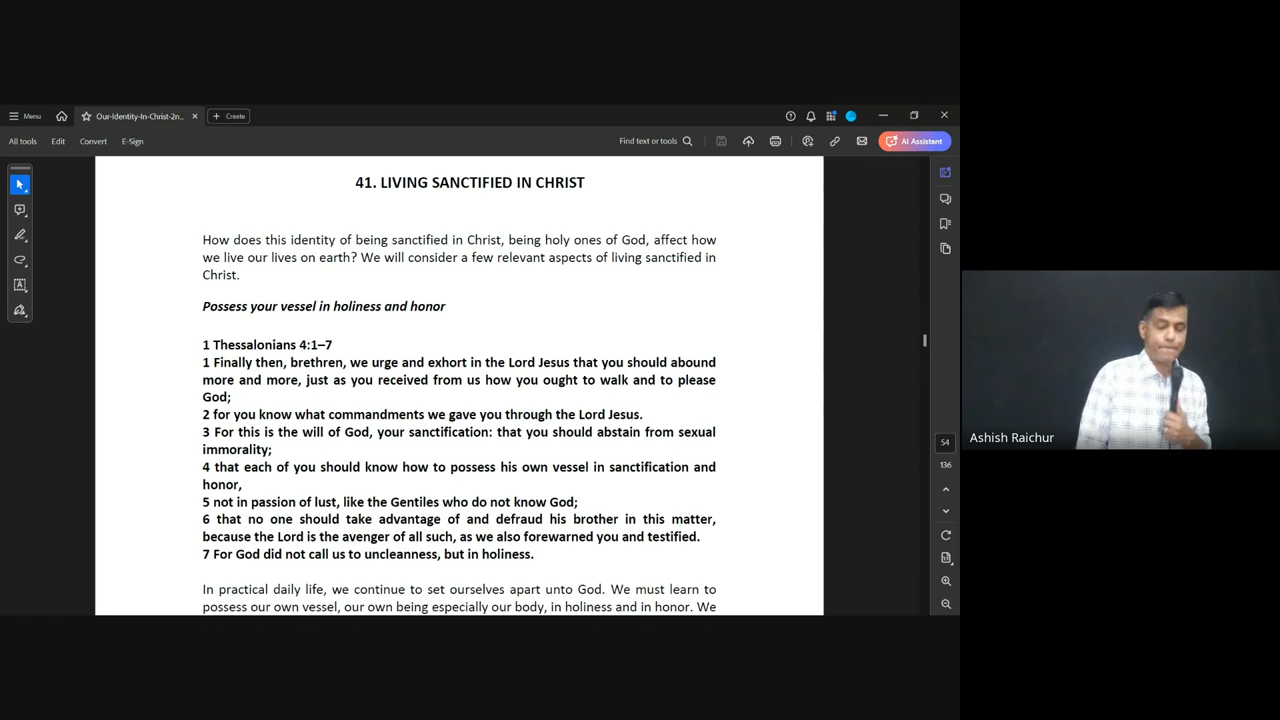 Menu
Our-Identity-In-Christ-2n...
Create
All tools
Edit
Convert
E-Sign
Find text or tools
AI Assistant
41. LIVING SANCTIFIED IN CHRIST
How does this identity of being sanctified in Christ, being holy ones of God, affect how
we live our lives on earth? We will consider a few relevant aspects of living sanctified in
Christ.
Possess your vessel in holiness and honor
1 Thessalonians 4:1–7
1 Finally then, brethren, we urge and exhort in the Lord Jesus that you should abound
more and more, just as you received from us how you ought to walk and to please
God;
2 for you know what commandments we gave you through the Lord Jesus.
3 For this is the will of God, your sanctification: that you should abstain from sexual
immorality;
4 that each of you should know how to possess his own vessel in sanctification and
honor,
5 not in passion of lust, like the Gentiles who do not know God;
6 that no one should take advantage of and defraud his brother in this matter,
because the Lord is the avenger of all such, as we also forewarned you and testified.
7 For God did not call us to uncleanness, but in holiness.
In practical daily life, we continue to set ourselves apart unto God. We must learn to
possess our own vessel, our own being especially our body, in holiness and in honor. We
54
136
Ashish Raichur